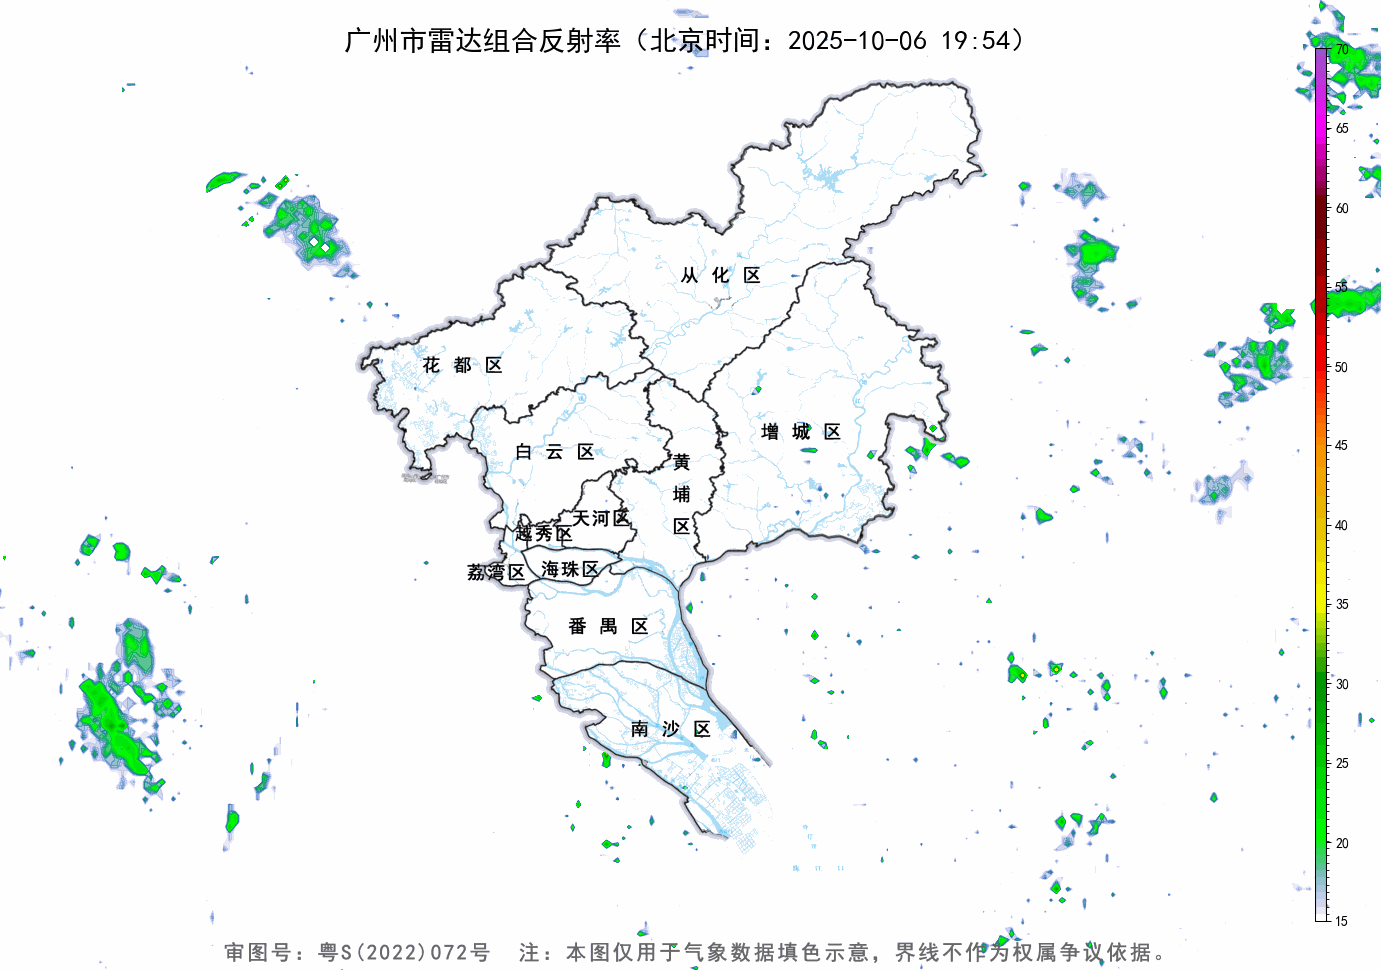 广州市雷达组合反射率（北京时间：2025-10-06 19:54）
70
65
60
55
50
45
40
35
30
25
20
15
从化区
花都区
增城区
白云区
黄埔区
天河区
越秀区
荔湾区
海珠区
番禺区
南沙区
审图号：粤S(2022)072号 注：本图仅用于气象数据填色示意，界线不作为权属争议依据。